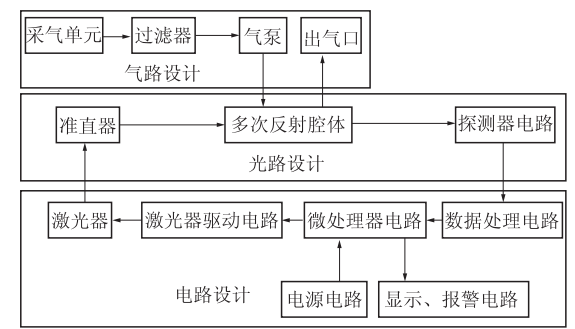 采气单元
过滤器
气泵
出气口
气路设计
准直器
多次反射腔体
探测器电路
光路设计
激光器
激光器驱动电路
微处理器电路
数据处理电路
电路设计
电源电路
显示、报警电路